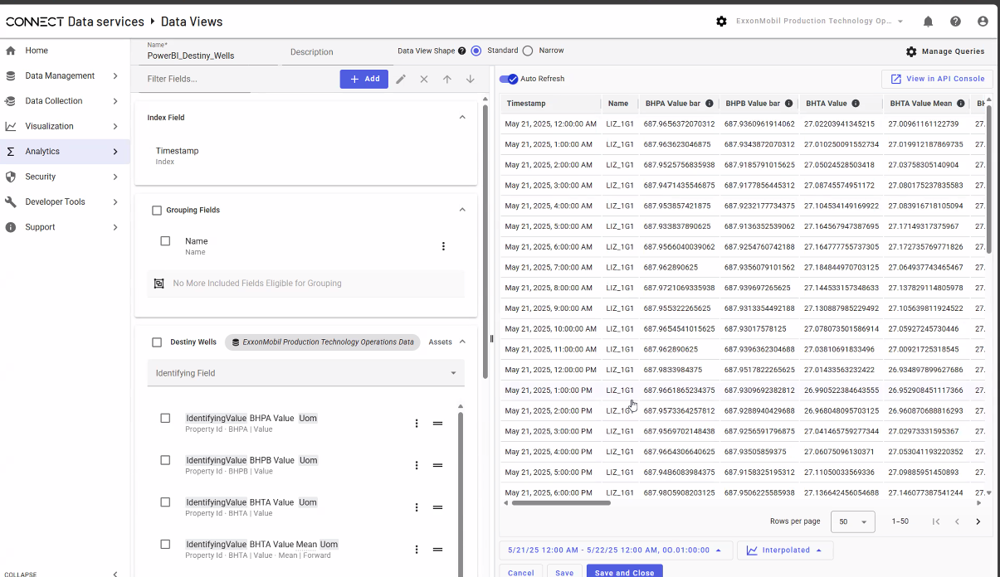 CONNECT Data services ▸ Data Views
ExxonMobil Production Technology Op...
Home
Data Management
Data Collection
Visualization
Analytics
Security
Developer Tools
Support
COLLAPSE
Name*
PowerBI_Destiny_Wells
Description
Data View Shape
Standard
Narrow
Manage Queries
Filter Fields...
+ Add
Index Field
Timestamp
Index
Grouping Fields
Name
Name
No More Included Fields Eligible for Grouping
Destiny Wells ExxonMobil Production Technology Operations Data Assets
Identifying Field
IdentifyingValue BHPA Value Uom
Property Id · BHPA | Value
IdentifyingValue BHPB Value Uom
Property Id · BHPB | Value
IdentifyingValue BHTA Value Uom
Property Id · BHTA | Value
IdentifyingValue BHTA Value Mean Uom
Property Id · BHTA | Value · Mean | Forward
Auto Refresh
View in API Console
Timestamp Name BHPA Value bar BHPB Value bar BHTA Value BHTA Value Mean BH
May 21, 2025, 12:00:00 AM LIZ_1G1 687.9656372070312 687.9360961914062 27.02203941345215 27.00961161122739 27.
May 21, 2025, 1:00:00 AM LIZ_1G1 687.963623046875 687.9343872070312 27.010250091552734 27.019912187869735 27.
May 21, 2025, 2:00:00 AM LIZ_1G1 687.9525756835938 687.9185791015625 27.05024528503418 27.03758305140904 27.
May 21, 2025, 3:00:00 AM LIZ_1G1 687.9471435546875 687.9177856445312 27.08745574951172 27.080175237835583 27.
May 21, 2025, 4:00:00 AM LIZ_1G1 687.953857421875 687.9232177734375 27.104534149169922 27.083916718105094 27.
May 21, 2025, 5:00:00 AM LIZ_1G1 687.933837890625 687.9136352539062 27.164567947387695 27.17149317375967 27.
May 21, 2025, 6:00:00 AM LIZ_1G1 687.9566040039062 687.9254760742188 27.164777755737305 27.172735769771826 27.
May 21, 2025, 7:00:00 AM LIZ_1G1 687.962890625 687.9356079101562 27.184844970703125 27.064937743465467 27.
May 21, 2025, 8:00:00 AM LIZ_1G1 687.9721069335938 687.939697265625 27.144533157348633 27.137829114805978 27.
May 21, 2025, 9:00:00 AM LIZ_1G1 687.955322265625 687.9313354492188 27.130887985229492 27.105639811924522 27.
May 21, 2025, 10:00:00 AM LIZ_1G1 687.9654541015625 687.93017578125 27.078073501586914 27.05927245730446 27.
May 21, 2025, 11:00:00 AM LIZ_1G1 687.962890625 687.9396362304688 27.03810691833496 27.00921725318545 27.
May 21, 2025, 12:00:00 PM LIZ_1G1 687.9833984375 687.9517822265625 27.01433563232422 26.934897899627686 27.
May 21, 2025, 1:00:00 PM LIZ_1G1 687.9661865234375 687.9309692382812 26.990522384643555 26.952908451117366 27.
May 21, 2025, 2:00:00 PM LIZ_1G1 687.9573364257812 687.9288940429688 26.968048095703125 26.960870688816293 27.
May 21, 2025, 3:00:00 PM LIZ_1G1 687.9569702148438 687.9256591796875 27.041465759277344 27.02973331595367 27.
May 21, 2025, 4:00:00 PM LIZ_1G1 687.9664306640625 687.93505859375 27.06075096130371 27.053041193220352 27.
May 21, 2025, 5:00:00 PM LIZ_1G1 687.9486083984375 687.9158325195312 27.11050033569336 27.09885951450893 27.
May 21, 2025, 6:00:00 PM LIZ_1G1 687.9805908203125 687.9506225585938 27.136642456054688 27.146077387541244 27.
Rows per page 50 1–50
5/21/25 12:00 AM - 5/22/25 12:00 AM, 00.01:00:00
Interpolated
Cancel
Save
Save and Close